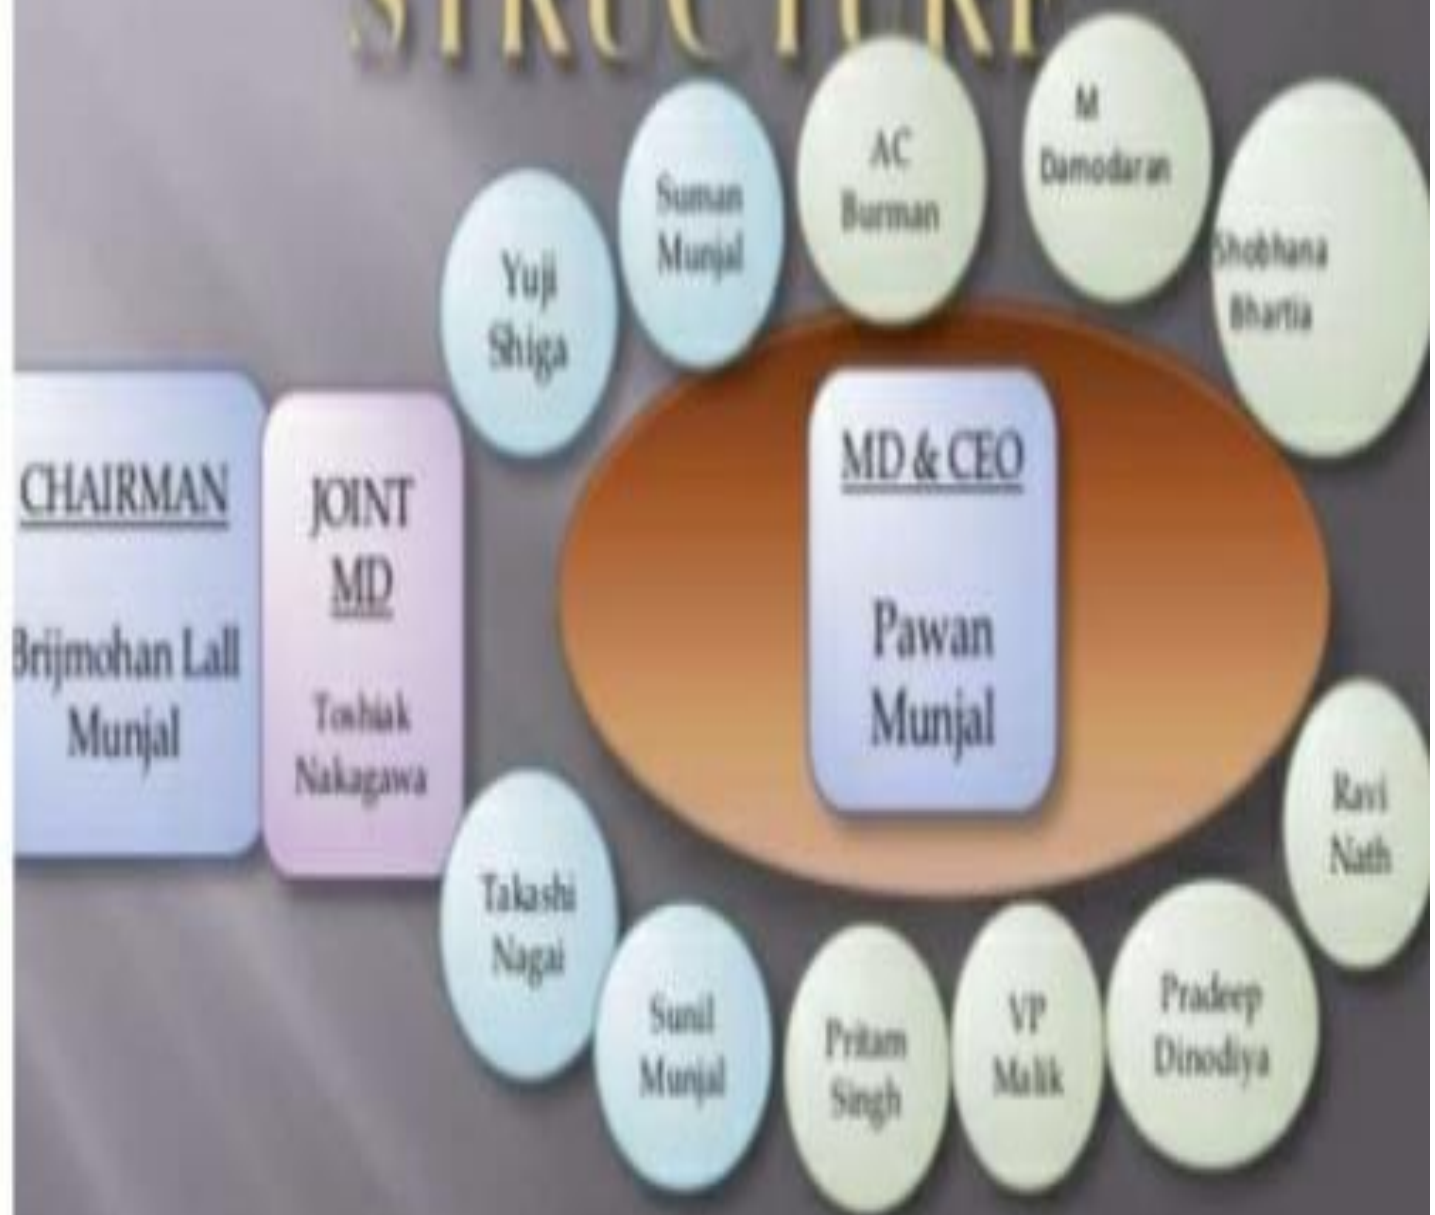 STRUCTURE
Yuji
Shiga
Suman
Munjal
AC
Burman
M
Damodaran
Shobhana
Bhartia
CHAIRMAN
Brijmohan Lall
Munjal
JOINT
MD
Toshiak
Nakagawa
MD & CEO
Pawan
Munjal
Takashi
Nagai
Sunil
Munjal
Pritam
Singh
VP
Malik
Pradeep
Dinodiya
Ravi
Nath